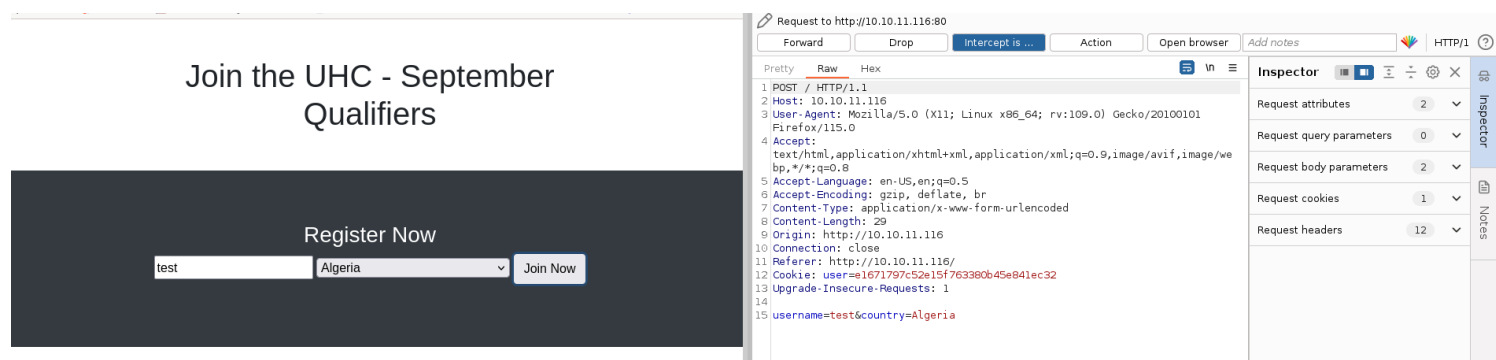 Join the UHC - September
Qualifiers
Register Now
test
Algeria
Join Now
Request to http://10.10.11.116:80
Forward
Drop
Intercept is ...
Action
Open browser
Add notes
HTTP/1
Pretty
Raw
Hex
\n
1 POST / HTTP/1.1
2 Host: 10.10.11.116
3 User-Agent: Mozilla/5.0 (X11; Linux x86_64; rv:109.0) Gecko/20100101
Firefox/115.0
4 Accept:
text/html,application/xhtml+xml,application/xml;q=0.9,image/avif,image/we
bp,*/*;q=0.8
5 Accept-Language: en-US,en;q=0.5
6 Accept-Encoding: gzip, deflate, br
7 Content-Type: application/x-www-form-urlencoded
8 Content-Length: 29
9 Origin: http://10.10.11.116
10 Connection: close
11 Referer: http://10.10.11.116/
12 Cookie: user=e1671797c52e15f763380b45e841ec32
13 Upgrade-Insecure-Requests: 1
14
15 username=test&country=Algeria
Inspector
Request attributes 2
Request query parameters 0
Request body parameters 2
Request cookies 1
Request headers 12
Inspector
Notes